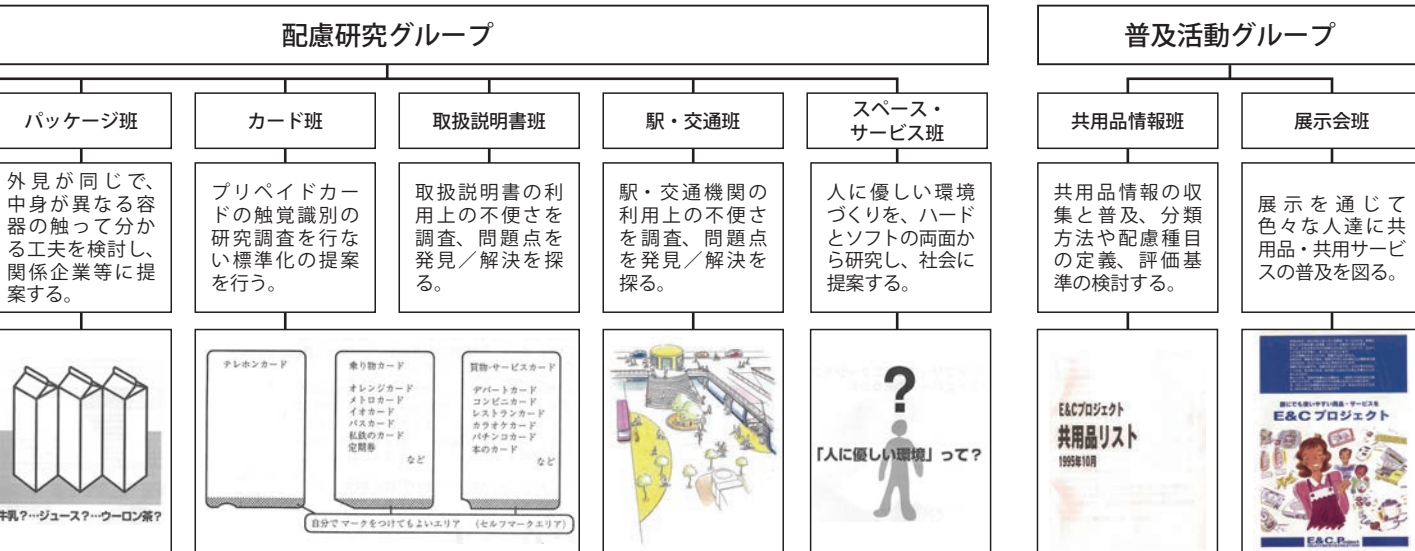 配慮研究グループ
普及活動グループ
パッケージ班
カード班
取扱説明書班
駅・交通班
スペース・
サービス班
共用品情報班
展示会班
外見が同じで、
中身が異なる容
器の触って分か
る工夫を検討し、
関係企業等に提
案する。
プリペイドカー
ドの触覚識別の
研究調査を行な
い標準化の提案
を行う。
取扱説明書の利
用上の不便さを
調査、問題点を
発見／解決を探
る。
駅・交通機関の
利用上の不便さ
を調査、問題点
を発見／解決を
探る。
人に優しい環境
づくりを、ハード
とソフトの両面か
ら研究し、社会に
提案する。
共用品情報の収
集と普及、分類
方法や配慮種目
の定義、評価基
準の検討する。
展示を通じて
色々な人達に共
用品・共用サービ
スの普及を図る。
牛乳?…ジュース?…ウーロン茶?
テレホンカード
乗り物カード
オレンジカード
メトロカード
イオカード
バスカード
私鉄のカード
定期券
など
買物・サービスカード
デパートカード
コンビニカード
レストランカード
カラオケカード
パチンコカード
本のカード
など
自分でマークをつけてもよいエリア (セルフマークエリア)
?
「人に優しい環境」って?
E&Cプロジェクト
共用品リスト
1995年10月
誰にでも使いやすい商品・サービスを
E&Cプロジェクト
E&C.Project